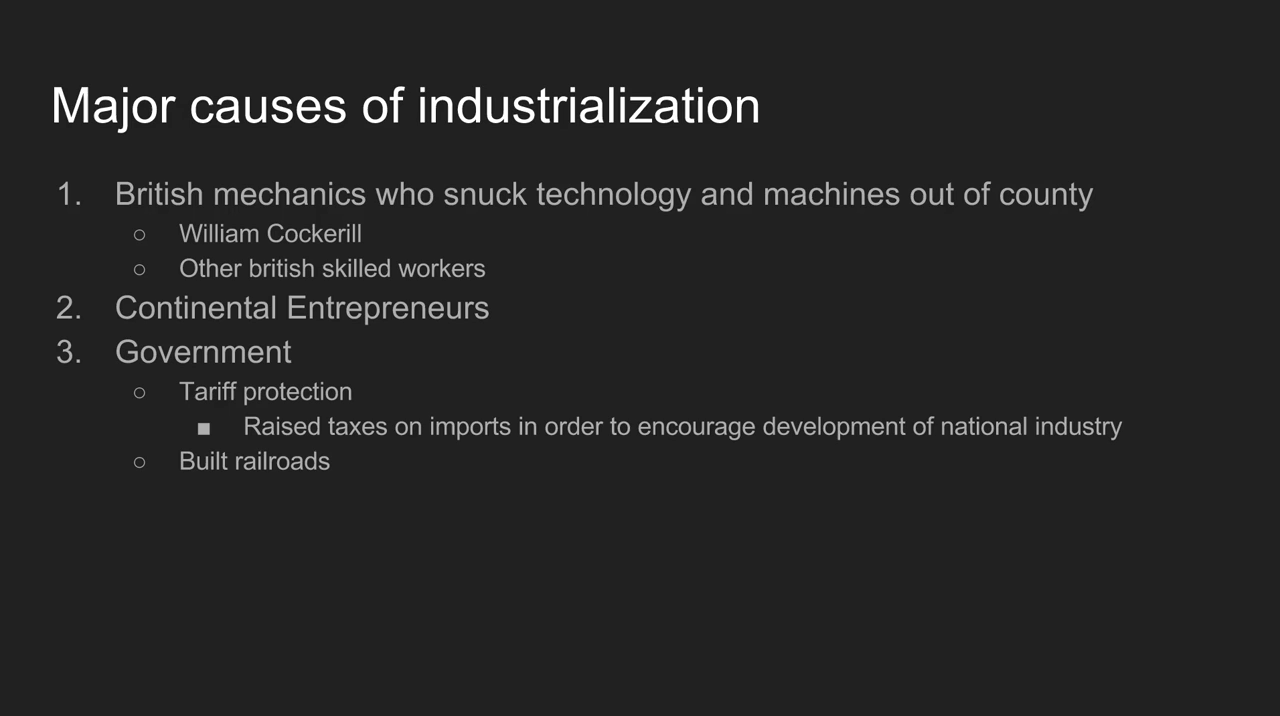 Major causes of industrialization
1. British mechanics who snuck technology and machines out of county
○ William Cockerill
○ Other british skilled workers
2. Continental Entrepreneurs
3. Government
○ Tariff protection
■ Raised taxes on imports in order to encourage development of national industry
○ Built railroads